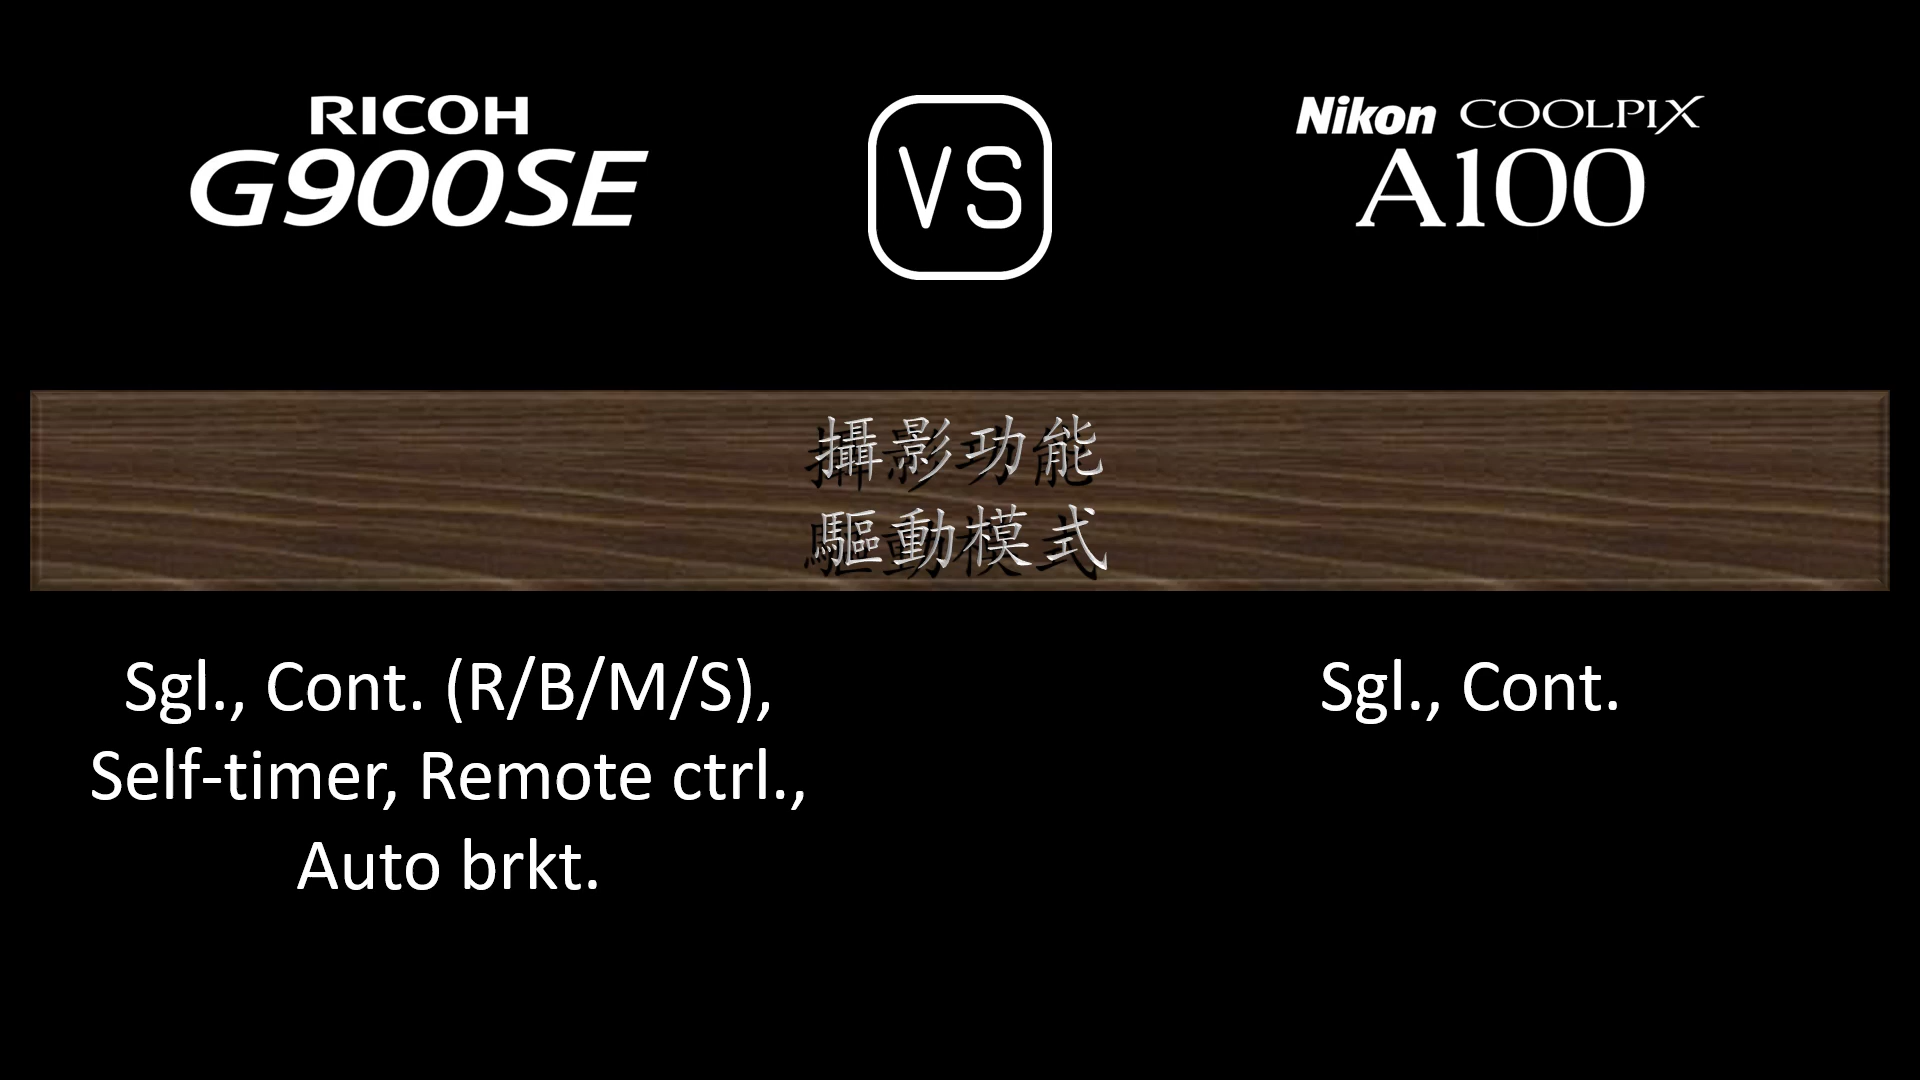 RICOH
G900SE
VS
Nikon COOLPIX
A100
攝影功能
驅動模式
Sgl., Cont. (R/B/M/S),
Self-timer, Remote ctrl.,
Auto brkt.
Sgl., Cont.